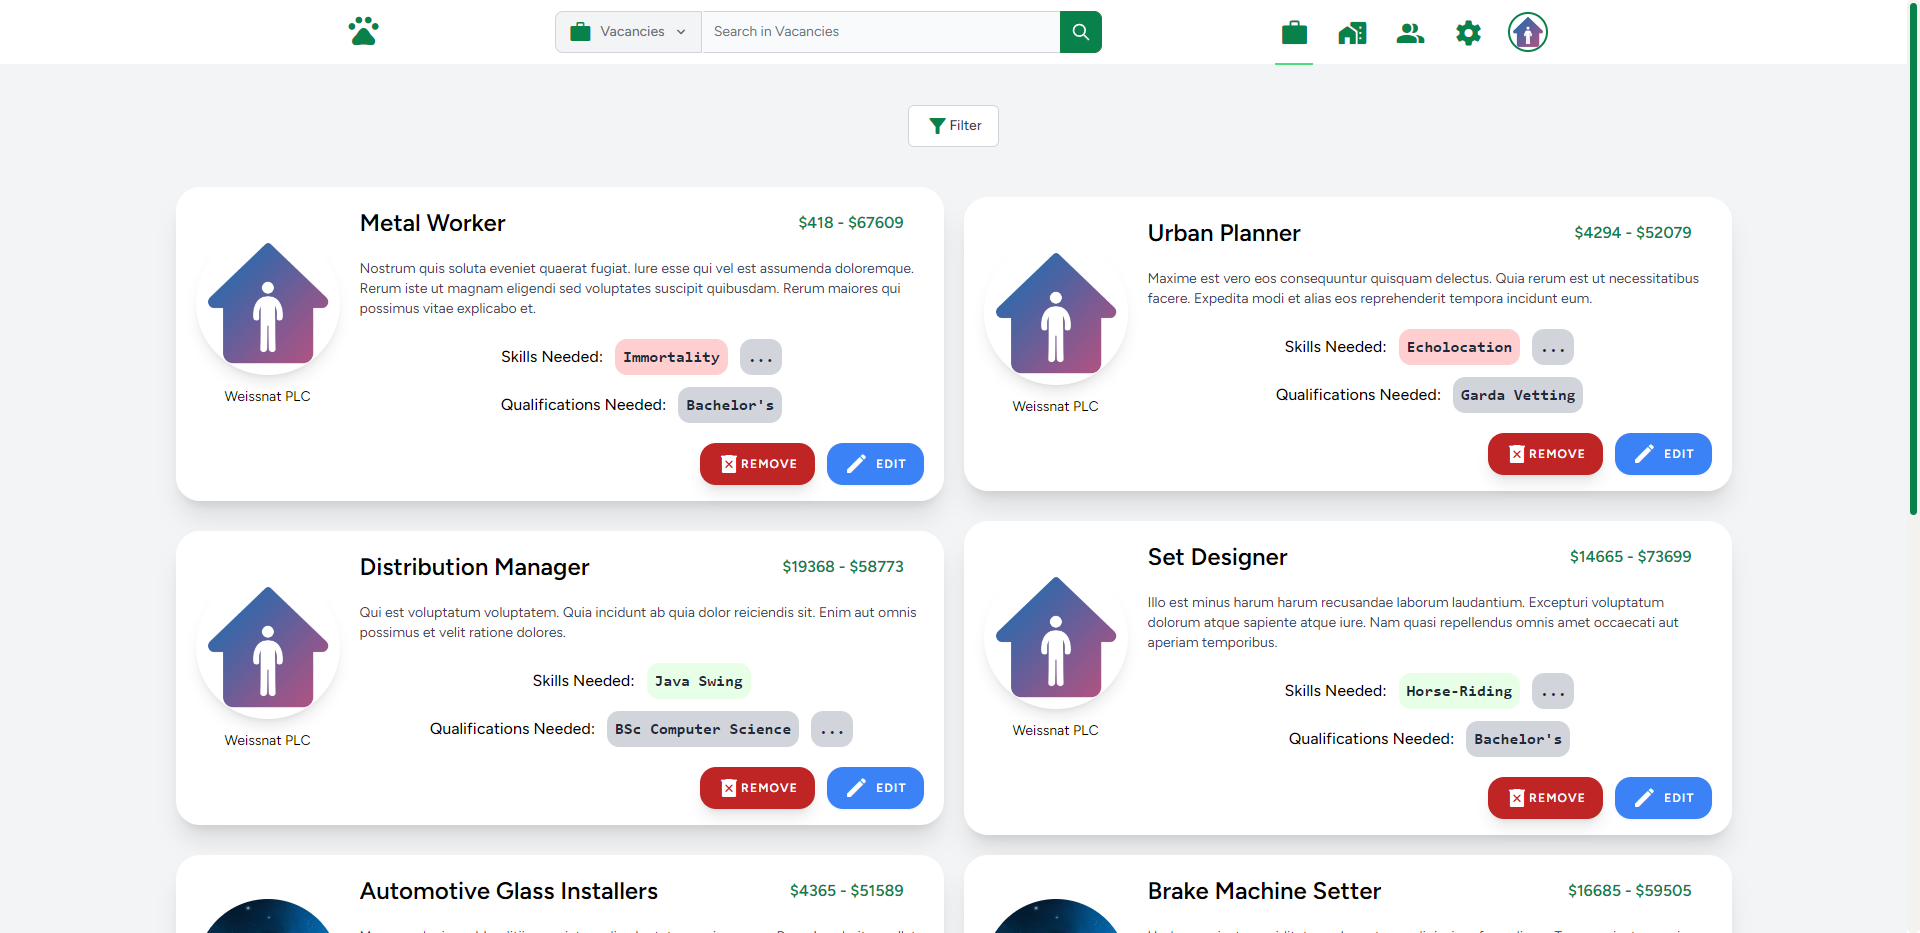 Vacancies
Search in Vacancies
Filter
Metal Worker
$418 - $67609
Nostrum quis soluta eveniet quaerat fugiat. Iure esse qui vel est assumenda doloremque.
Rerum iste ut magnam eligendi sed voluptates suscipit quibusdam. Rerum maiores qui
possimus vitae explicabo et.
Skills Needed: Immortality ...
Weissnat PLC
Qualifications Needed: Bachelor's
REMOVE EDIT
Urban Planner
$4294 - $52079
Maxime est vero eos consequuntur quisquam delectus. Quia rerum est ut necessitatibus
facere. Expedita modi et alias eos reprehenderit tempora incidunt eum.
Skills Needed: Echolocation ...
Weissnat PLC
Qualifications Needed: Garda Vetting
REMOVE EDIT
Distribution Manager
$19368 - $58773
Qui est voluptatum voluptatem. Quia incidunt ab quia dolor reiciendis sit. Enim aut omnis
possimus et velit ratione dolores.
Skills Needed: Java Swing
Weissnat PLC
Qualifications Needed: BSc Computer Science ...
REMOVE EDIT
Set Designer
$14665 - $73699
Illo est minus harum harum recusandae laborum laudantium. Excepturi voluptatum
dolorum atque sapiente atque iure. Nam quasi repellendus omnis amet occaecati aut
aperiam temporibus.
Skills Needed: Horse-Riding ...
Weissnat PLC
Qualifications Needed: Bachelor's
REMOVE EDIT
Automotive Glass Installers
$4365 - $51589
Brake Machine Setter
$16685 - $59505